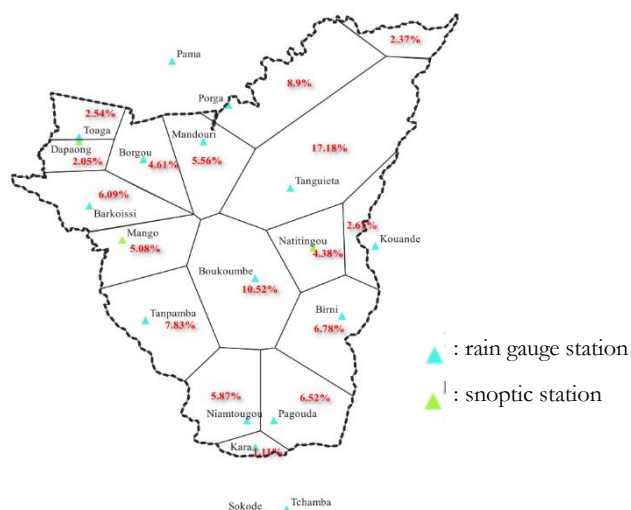 2.37%
Pama
8.9%
Porga
2.54%
Toaga
Mandouri
Dapaong
Borgou
17.18%
2.05%
4.61%
5.56%
Tanguieta
6.09%
Barkoissi
Mango
5.08%
Natitingou
Kouande
4.38%
Boukoumbe
10.52%
Tanpamba
7.83%
Birni
6.78%
: rain gauge station
5.87%
6.52%
: snoptic station
Niamtougou
Pagouda
Kara
Sokode
Tchamba